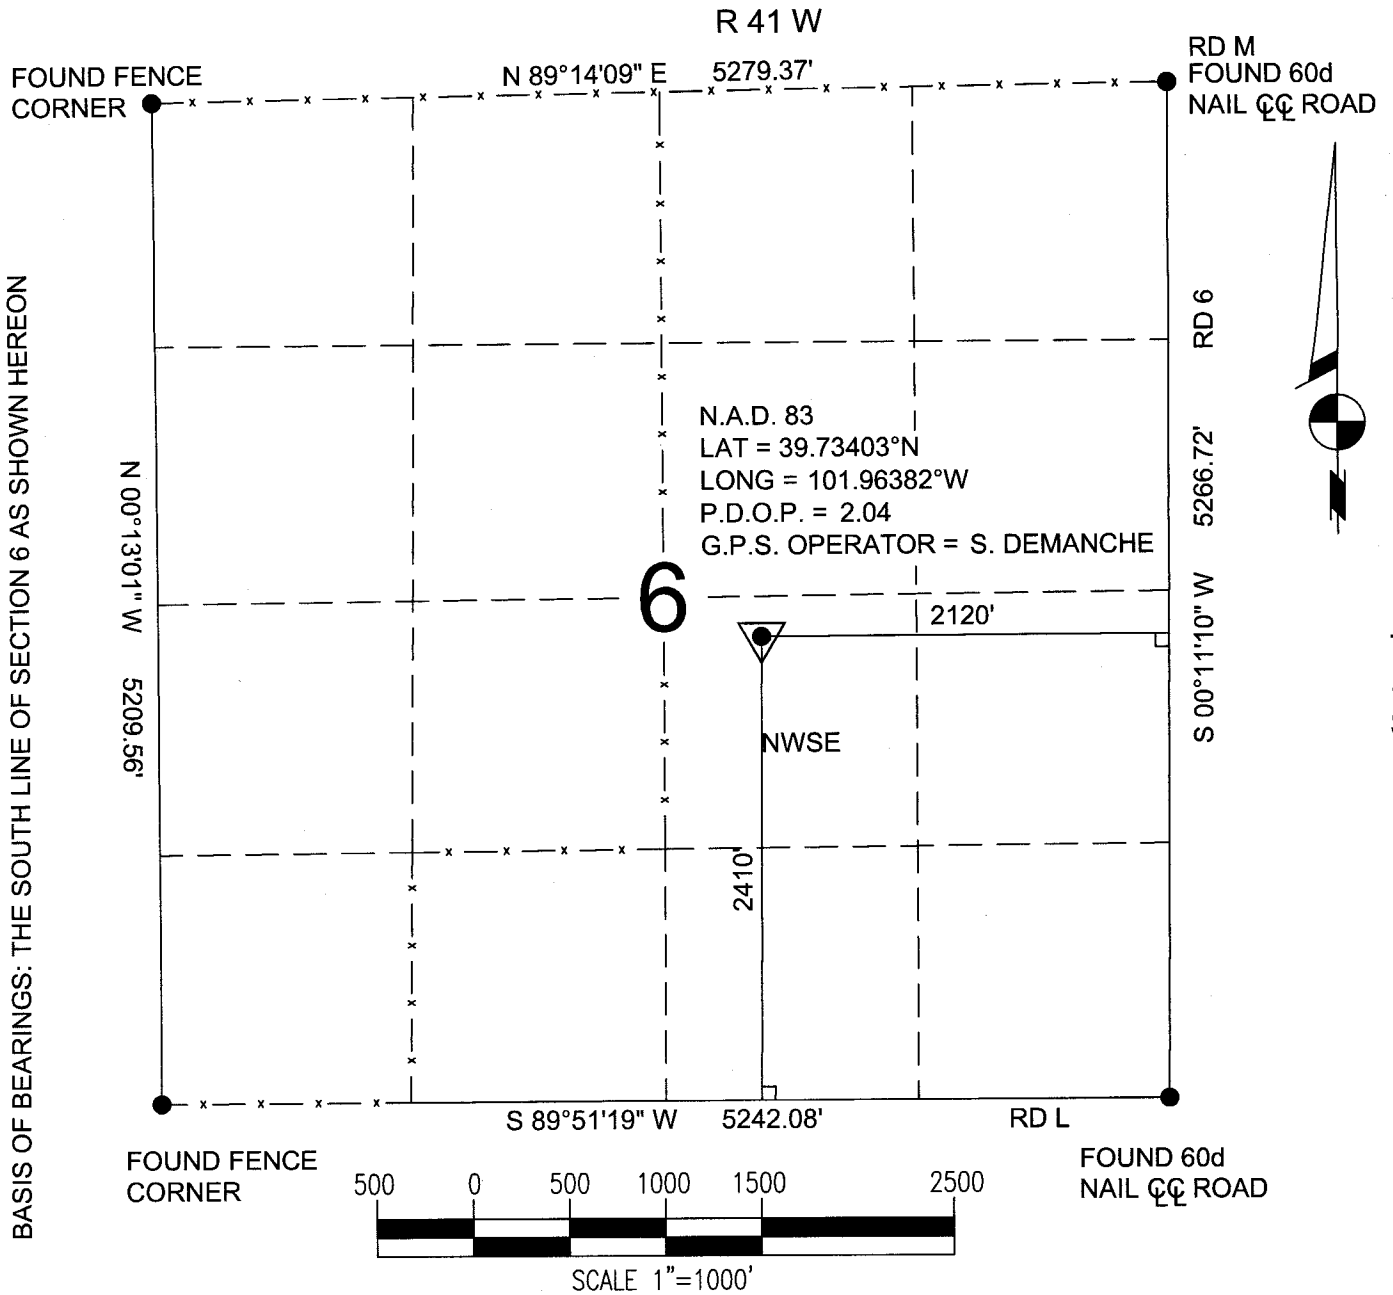 R 41 W
FOUND FENCE
CORNER
N 89°14'09" E 5279.37'
RD M
FOUND 60d
NAIL ℄℄ ROAD
BASIS OF BEARINGS: THE SOUTH LINE OF SECTION 6 AS SHOWN HEREON
N 00°13'01" W 5209.56'
N.A.D. 83
LAT = 39.73403°N
LONG = 101.96382°W
P.D.O.P. = 2.04
G.P.S. OPERATOR = S. DEMANCHE
RD 6
S 00°11'10" W 5266.72'
6
2120'
NWSE
2410'
S 89°51'19" W 5242.08'
RD L
FOUND FENCE
CORNER
FOUND 60d
NAIL ℄℄ ROAD
500 0 500 1000 1500 2500
SCALE 1"=1000'
N